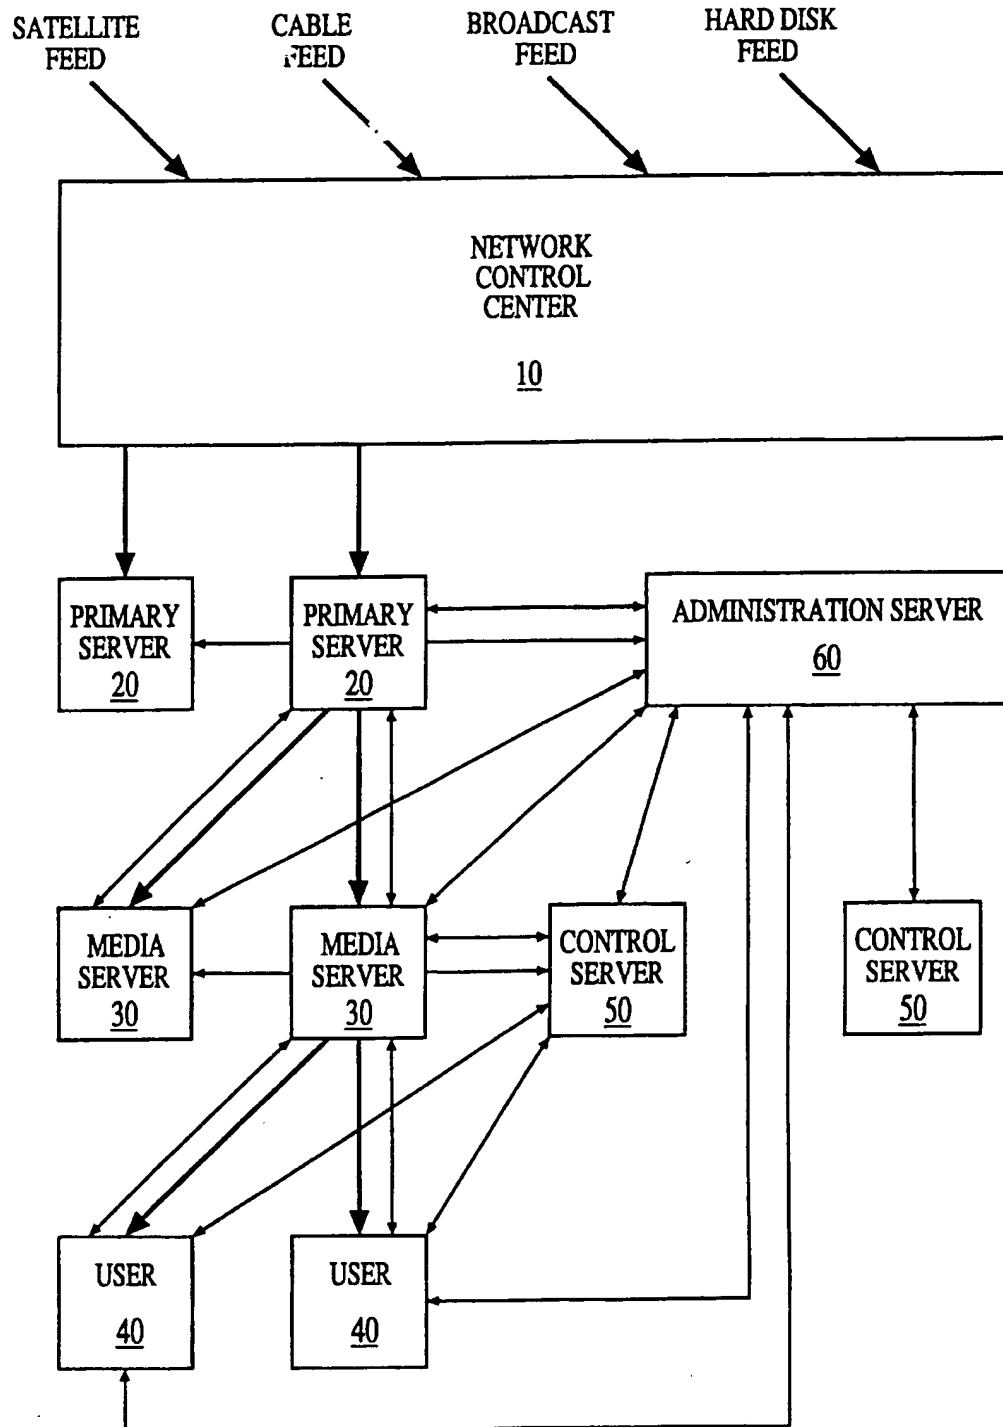 SATELLITE
FEED
CABLE
FEED
BROADCAST
FEED
HARD DISK
FEED
NETWORK
CONTROL
CENTER
10
PRIMARY
SERVER
20
PRIMARY
SERVER
20
ADMINISTRATION SERVER
60
MEDIA
SERVER
30
MEDIA
SERVER
30
CONTROL
SERVER
50
CONTROL
SERVER
50
USER
40
USER
40